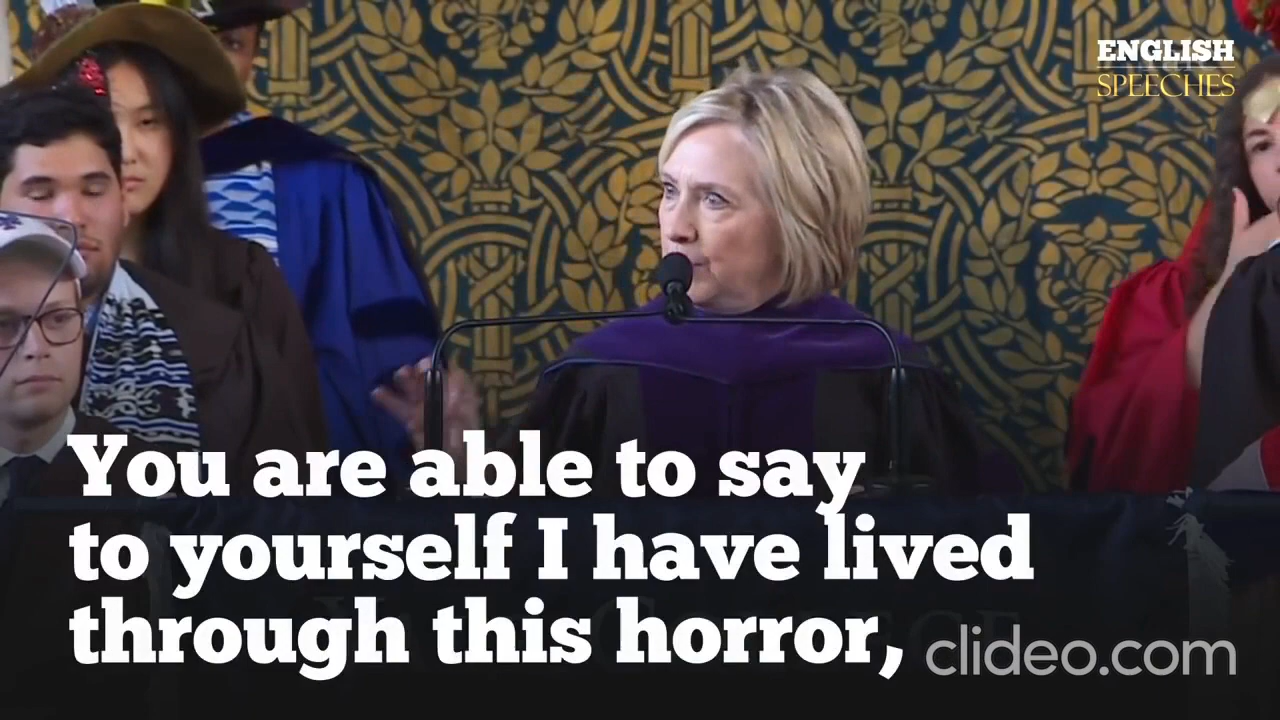 ENGLISH
SPEECHES
You are able to say
to yourself I have lived
through this horror,
clideo.com